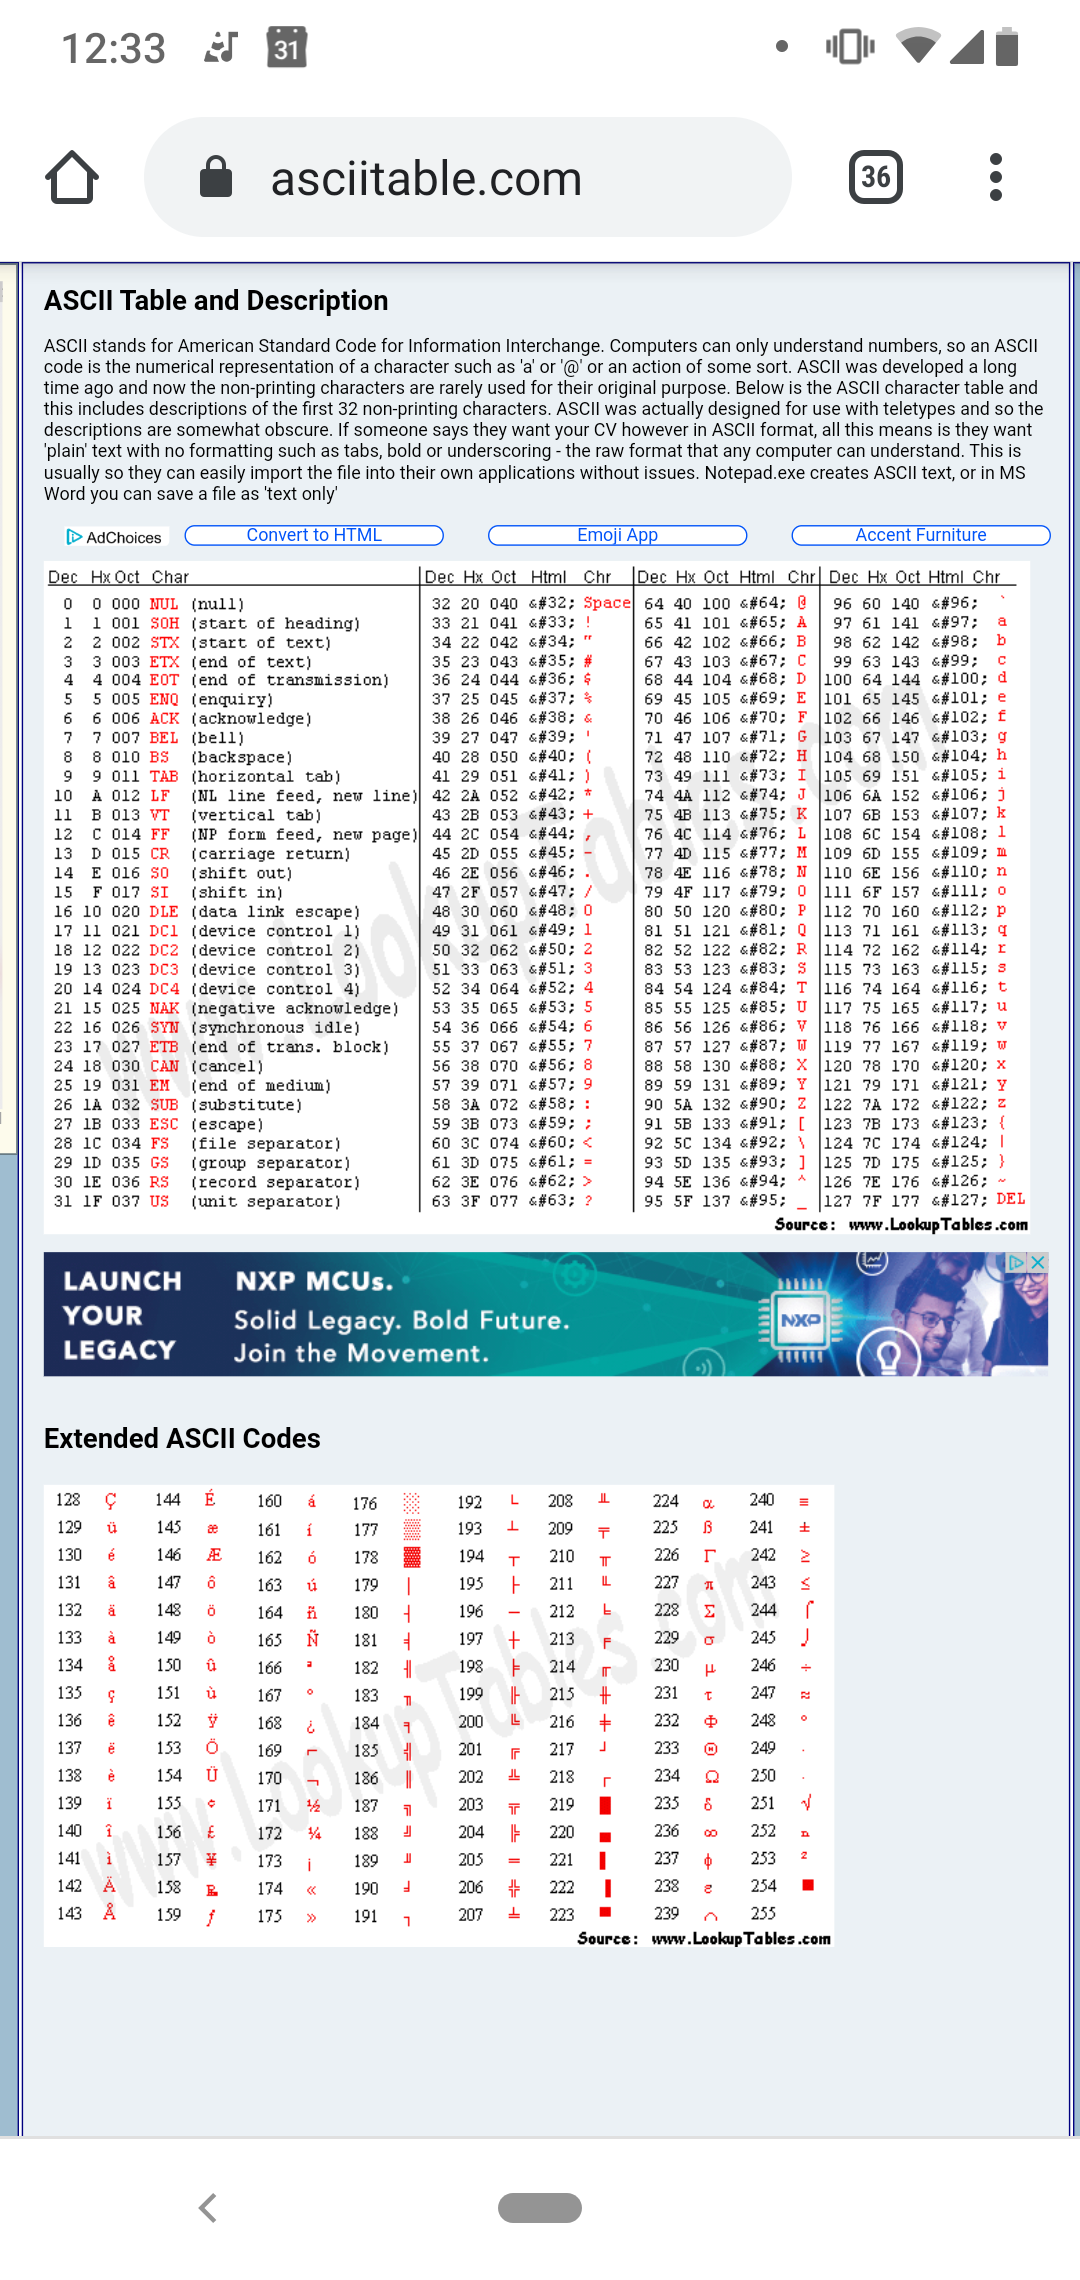 12:33
31
asciitable.com
36
ASCII Table and Description
ASCII stands for American Standard Code for Information Interchange. Computers can only understand numbers, so an ASCII
code is the numerical representation of a character such as 'a' or '@' or an action of some sort. ASCII was developed a long
time ago and now the non-printing characters are rarely used for their original purpose. Below is the ASCII character table and
this includes descriptions of the first 32 non-printing characters. ASCII was actually designed for use with teletypes and so the
descriptions are somewhat obscure. If someone says they want your CV however in ASCII format, all this means is they want
'plain' text with no formatting such as tabs, bold or underscoring - the raw format that any computer can understand. This is
usually so they can easily import the file into their own applications without issues. Notepad.exe creates ASCII text, or in MS
Word you can save a file as 'text only'
AdChoices Convert to HTML Emoji App Accent Furniture
Dec Hx Oct Char Dec Hx Oct Html Chr Dec Hx Oct Html Chr Dec Hx Oct Html Chr
0 0 000 NUL (null) 32 20 040 &#32; Space 64 40 100 &#64; @ 96 60 140 &#96; `
1 1 001 SOH (start of heading) 33 21 041 &#33; ! 65 41 101 &#65; A 97 61 141 &#97; a
2 2 002 STX (start of text) 34 22 042 &#34; " 66 42 102 &#66; B 98 62 142 &#98; b
3 3 003 ETX (end of text) 35 23 043 &#35; # 67 43 103 &#67; C 99 63 143 &#99; c
4 4 004 EOT (end of transmission) 36 24 044 &#36; $ 68 44 104 &#68; D 100 64 144 &#100; d
5 5 005 ENQ (enquiry) 37 25 045 &#37; % 69 45 105 &#69; E 101 65 145 &#101; e
6 6 006 ACK (acknowledge) 38 26 046 &#38; & 70 46 106 &#70; F 102 66 146 &#102; f
7 7 007 BEL (bell) 39 27 047 &#39; ' 71 47 107 &#71; G 103 67 147 &#103; g
8 8 010 BS (backspace) 40 28 050 &#40; ( 72 48 110 &#72; H 104 68 150 &#104; h
9 9 011 TAB (horizontal tab) 41 29 051 &#41; ) 73 49 111 &#73; I 105 69 151 &#105; i
10 A 012 LF (NL line feed, new line) 42 2A 052 &#42; * 74 4A 112 &#74; J 106 6A 152 &#106; j
11 B 013 VT (vertical tab) 43 2B 053 &#43; + 75 4B 113 &#75; K 107 6B 153 &#107; k
12 C 014 FF (NP form feed, new page) 44 2C 054 &#44; , 76 4C 114 &#76; L 108 6C 154 &#108; l
13 D 015 CR (carriage return) 45 2D 055 &#45; - 77 4D 115 &#77; M 109 6D 155 &#109; m
14 E 016 SO (shift out) 46 2E 056 &#46; . 78 4E 116 &#78; N 110 6E 156 &#110; n
15 F 017 SI (shift in) 47 2F 057 &#47; / 79 4F 117 &#79; O 111 6F 157 &#111; o
16 10 020 DLE (data link escape) 48 30 060 &#48; 0 80 50 120 &#80; P 112 70 160 &#112; p
17 11 021 DC1 (device control 1) 49 31 061 &#49; 1 81 51 121 &#81; Q 113 71 161 &#113; q
18 12 022 DC2 (device control 2) 50 32 062 &#50; 2 82 52 122 &#82; R 114 72 162 &#114; r
19 13 023 DC3 (device control 3) 51 33 063 &#51; 3 83 53 123 &#83; S 115 73 163 &#115; s
20 14 024 DC4 (device control 4) 52 34 064 &#52; 4 84 54 124 &#84; T 116 74 164 &#116; t
21 15 025 NAK (negative acknowledge) 53 35 065 &#53; 5 85 55 125 &#85; U 117 75 165 &#117; u
22 16 026 SYN (synchronous idle) 54 36 066 &#54; 6 86 56 126 &#86; V 118 76 166 &#118; v
23 17 027 ETB (end of trans. block) 55 37 067 &#55; 7 87 57 127 &#87; W 119 77 167 &#119; w
24 18 030 CAN (cancel) 56 38 070 &#56; 8 88 58 130 &#88; X 120 78 170 &#120; x
25 19 031 EM (end of medium) 57 39 071 &#57; 9 89 59 131 &#89; Y 121 79 171 &#121; y
26 1A 032 SUB (substitute) 58 3A 072 &#58; : 90 5A 132 &#90; Z 122 7A 172 &#122; z
27 1B 033 ESC (escape) 59 3B 073 &#59; ; 91 5B 133 &#91; [ 123 7B 173 &#123; {
28 1C 034 FS (file separator) 60 3C 074 &#60; < 92 5C 134 &#92; \ 124 7C 174 &#124; |
29 1D 035 GS (group separator) 61 3D 075 &#61; = 93 5D 135 &#93; ] 125 7D 175 &#125; }
30 1E 036 RS (record separator) 62 3E 076 &#62; > 94 5E 136 &#94; ^ 126 7E 176 &#126; ~
31 1F 037 US (unit separator) 63 3F 077 &#63; ? 95 5F 137 &#95; _ 127 7F 177 &#127; DEL
www.LookupTables.com
Source: www.LookupTables.com
LAUNCH YOUR LEGACY
NXP MCUs.
Solid Legacy. Bold Future.
Join the Movement.
NXP
Extended ASCII Codes
128 Ç 144 É 160 á 176 ░ 192 └ 208 ╨ 224 α 240 ≡
129 ü 145 æ 161 í 177 ▒ 193 ┴ 209 ╤ 225 ß 241 ±
130 é 146 Æ 162 ó 178 ▓ 194 ┬ 210 ╥ 226 Γ 242 ≥
131 â 147 ô 163 ú 179 │ 195 ├ 211 ╙ 227 π 243 ≤
132 ä 148 ö 164 ñ 180 ┤ 196 ─ 212 ╘ 228 Σ 244 ⌠
133 à 149 ò 165 Ñ 181 ╡ 197 ┼ 213 ╒ 229 σ 245 ⌡
134 å 150 û 166 ª 182 ╢ 198 ╞ 214 ╓ 230 µ 246 ÷
135 ç 151 ù 167 º 183 ╖ 199 ╟ 215 ╫ 231 τ 247 ≈
136 ê 152 ÿ 168 ¿ 184 ╕ 200 ╚ 216 ╪ 232 Φ 248 °
137 ë 153 Ö 169 ⌐ 185 ╣ 201 ╔ 217 ┘ 233 Θ 249 ∙
138 è 154 Ü 170 ¬ 186 ║ 202 ╩ 218 ┌ 234 Ω 250 ·
139 ï 155 ¢ 171 ½ 187 ╗ 203 ╦ 219 █ 235 δ 251 √
140 î 156 £ 172 ¼ 188 ╝ 204 ╠ 220 ▄ 236 ∞ 252 ⁿ
141 ì 157 ¥ 173 ¡ 189 ╜ 205 ═ 221 ▌ 237 φ 253 ²
142 Ä 158 ₧ 174 « 190 ╛ 206 ╬ 222 ▐ 238 ε 254 ■
143 Å 159 ƒ 175 » 191 ┐ 207 ╧ 223 ▀ 239 ∩ 255
www.LookupTables.com
Source: www.LookupTables.com